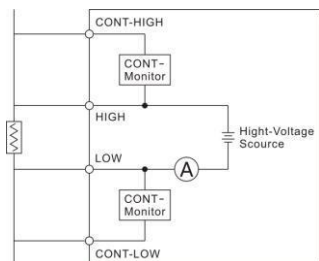 CONT-HIGH
CONT-
Monitor
HIGH
Hight-Voltage
Scource
LOW
A
CONT-
Monitor
CONT-LOW